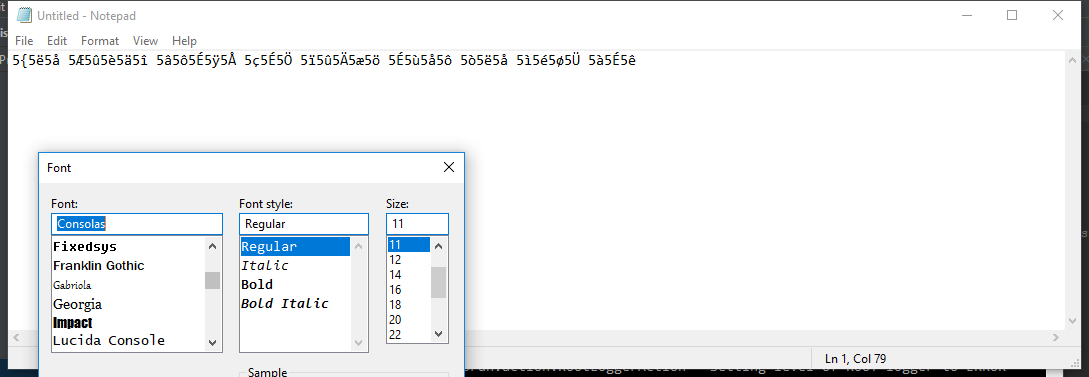 Untitled - Notepad
File Edit Format View Help
5{5ë5å 5Æ5û5è5ä5î 5â5ô5É5ÿ5Å 5ç5É5Ö 5ï5û5Ä5æ5ö 5É5ù5å5ô 5ò5ë5å 5ì5é5ø5Ü 5à5É5ê
Font
Font: Font style: Size:
Consolas Regular 11
Fixedsys Regular 11
Franklin Gothic Italic 12
Gabriola Bold 14
Georgia Bold Italic 16
Impact 18
Lucida Console 20
22
Ln 1, Col 79
Sample